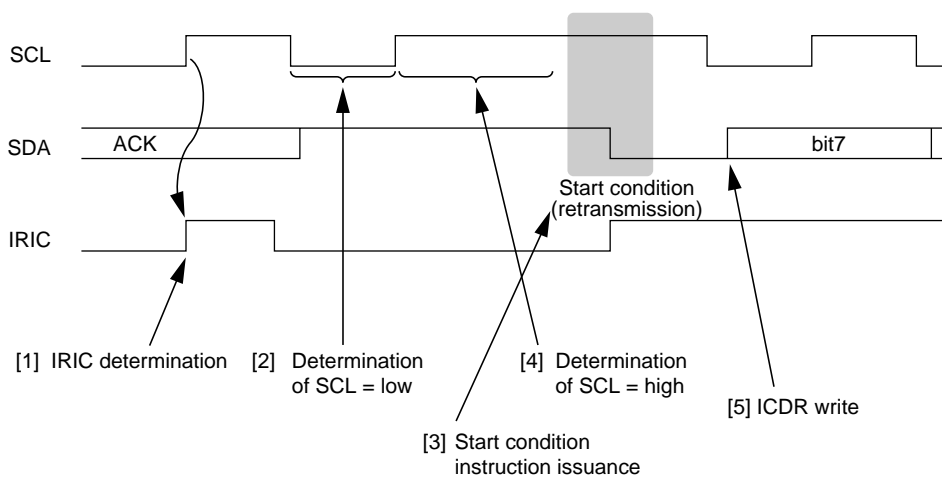 SCL
SDA
ACK
bit7
Start condition
(retransmission)
IRIC
[1] IRIC determination
[2] Determination
of SCL = low
[4] Determination
of SCL = high
[5] ICDR write
[3] Start condition
instruction issuance